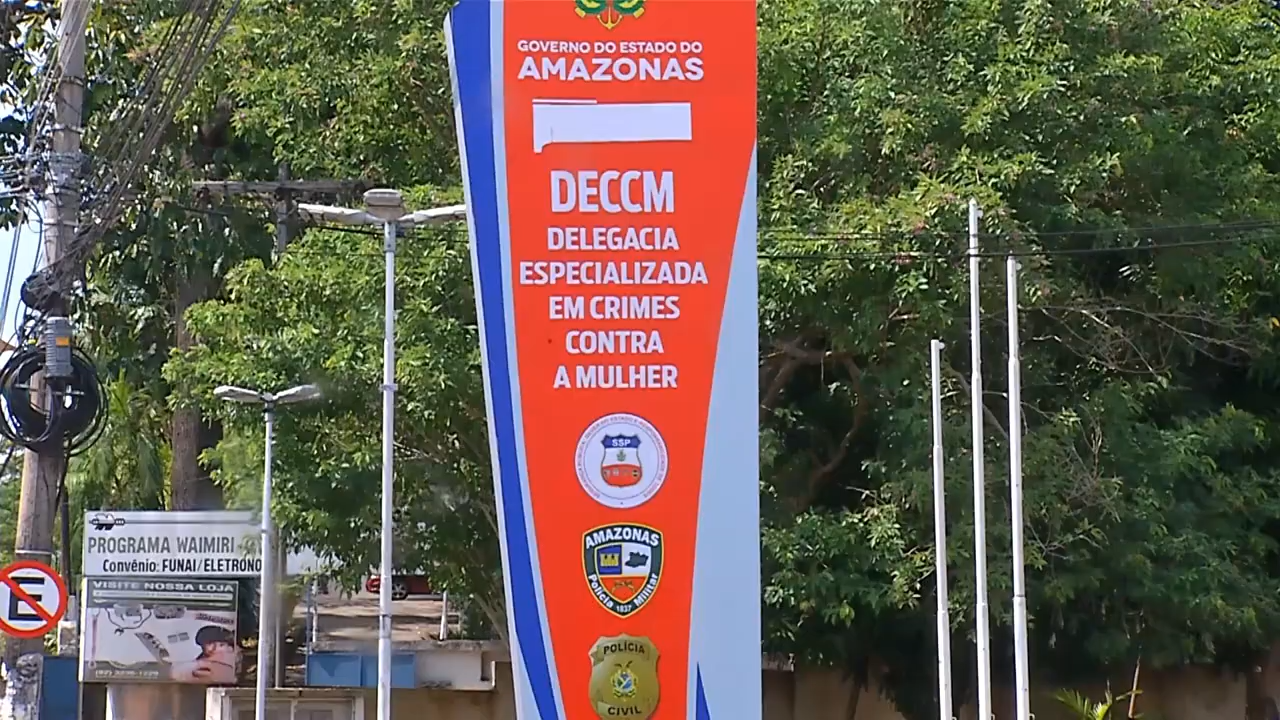 GOVERNO DO ESTADO DO
AMAZONAS
DECCM
DELEGACIA
ESPECIALIZADA
EM CRIMES
CONTRA
A MULHER
SSP
AMAZONAS
Polícia Militar
1837
POLÍCIA
CIVIL
PROGRAMA WAIMIRI
Convênio: FUNAI/ELETRONO
VISITE NOSSA LOJA
E